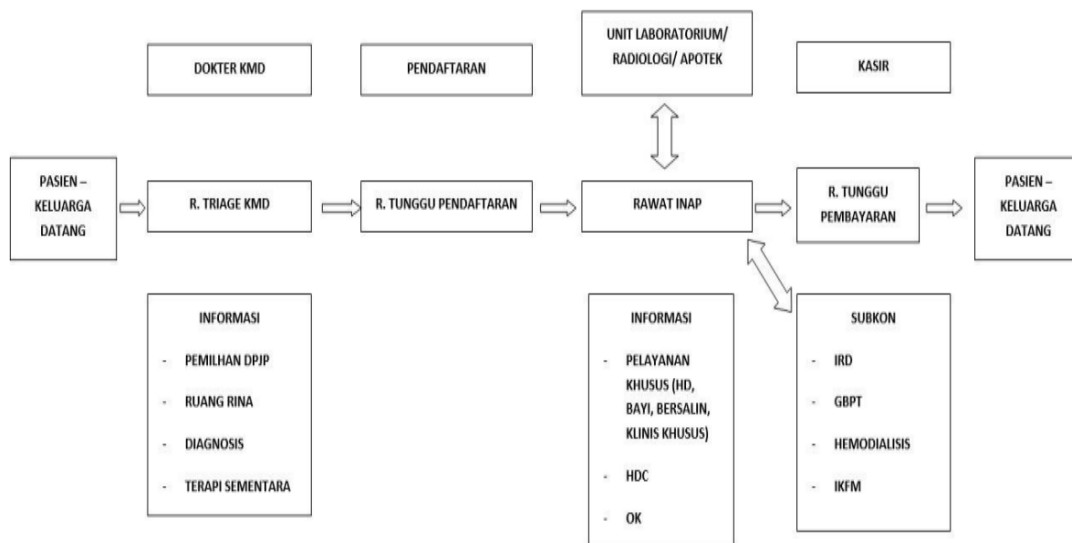 DOKTER KMD
PENDAFTARAN
UNIT LABORATORIUM/
RADIOLOGI/ APOTEK
KASIR
PASIEN –
KELUARGA
DATANG
R. TRIAGE KMD
R. TUNGGU PENDAFTARAN
RAWAT INAP
R. TUNGGU
PEMBAYARAN
PASIEN –
KELUARGA
DATANG
INFORMASI
- PEMILHAN DPJP
- RUANG RINA
- DIAGNOSIS
- TERAPI SEMENTARA
INFORMASI
- PELAYANAN
KHUSUS (HD,
BAYI, BERSALIN,
KLINIS KHUSUS)
- HDC
- OK
SUBKON
- IRD
- GBPT
- HEMODIALISIS
- IKFM